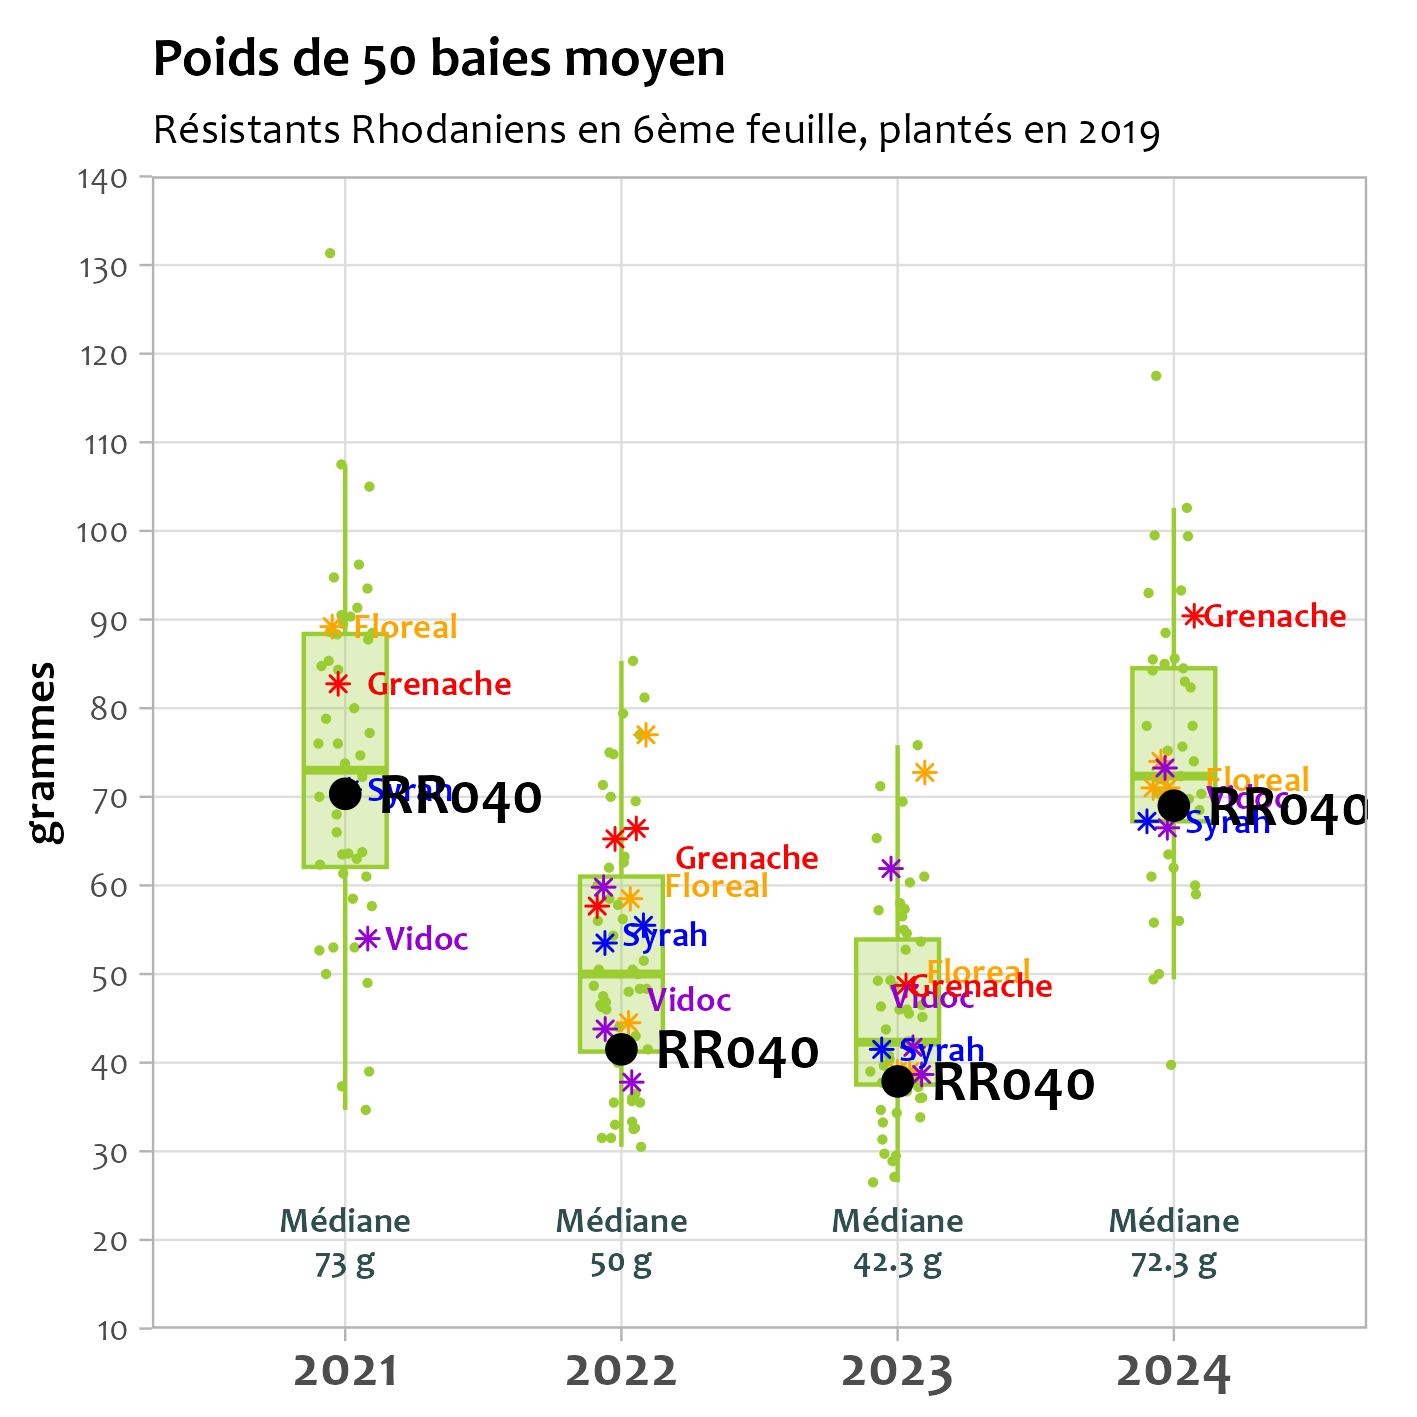 Poids de 50 baies moyen
Résistants Rhodaniens en 6ème feuille, plantés en 2019
grammes
140
130
120
110
100
90
80
70
60
50
40
30
20
10
Floreal
Grenache
Syrah
RR040
Vidoc
Grenache
Floreal
Syrah
Vidoc
RR040
Floreal
Grenache
Vidoc
Syrah
RR040
Grenache
Floreal
Vidoc
RR040
Syrah
Médiane
73 g
Médiane
50 g
Médiane
42.3 g
Médiane
72.3 g
2021
2022
2023
2024